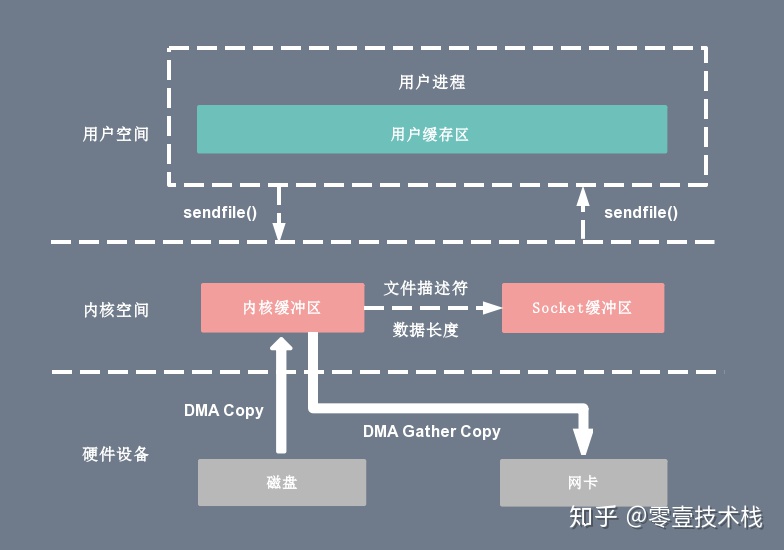 用户进程
用户空间
用户缓存区
sendfile()
sendfile()
内核空间
内核缓冲区
文件描述符
数据长度
Socket缓冲区
DMA Copy
DMA Gather Copy
硬件设备
磁盘
网卡
知乎 @零壹技术栈